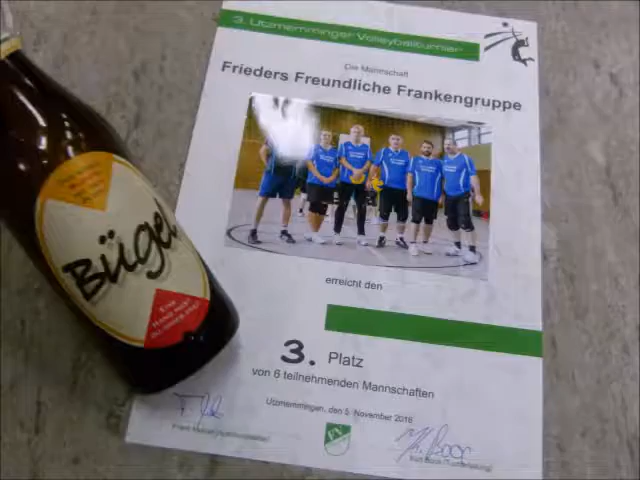 3. Utzmemminger Volleyballturnier
Die Mannschaft
Frieders Freundliche Frankengruppe
erreicht den
3. Platz
von 6 teilnehmenden Mannschaften
Utzmemmingen, den 5. November 2016
Bügel